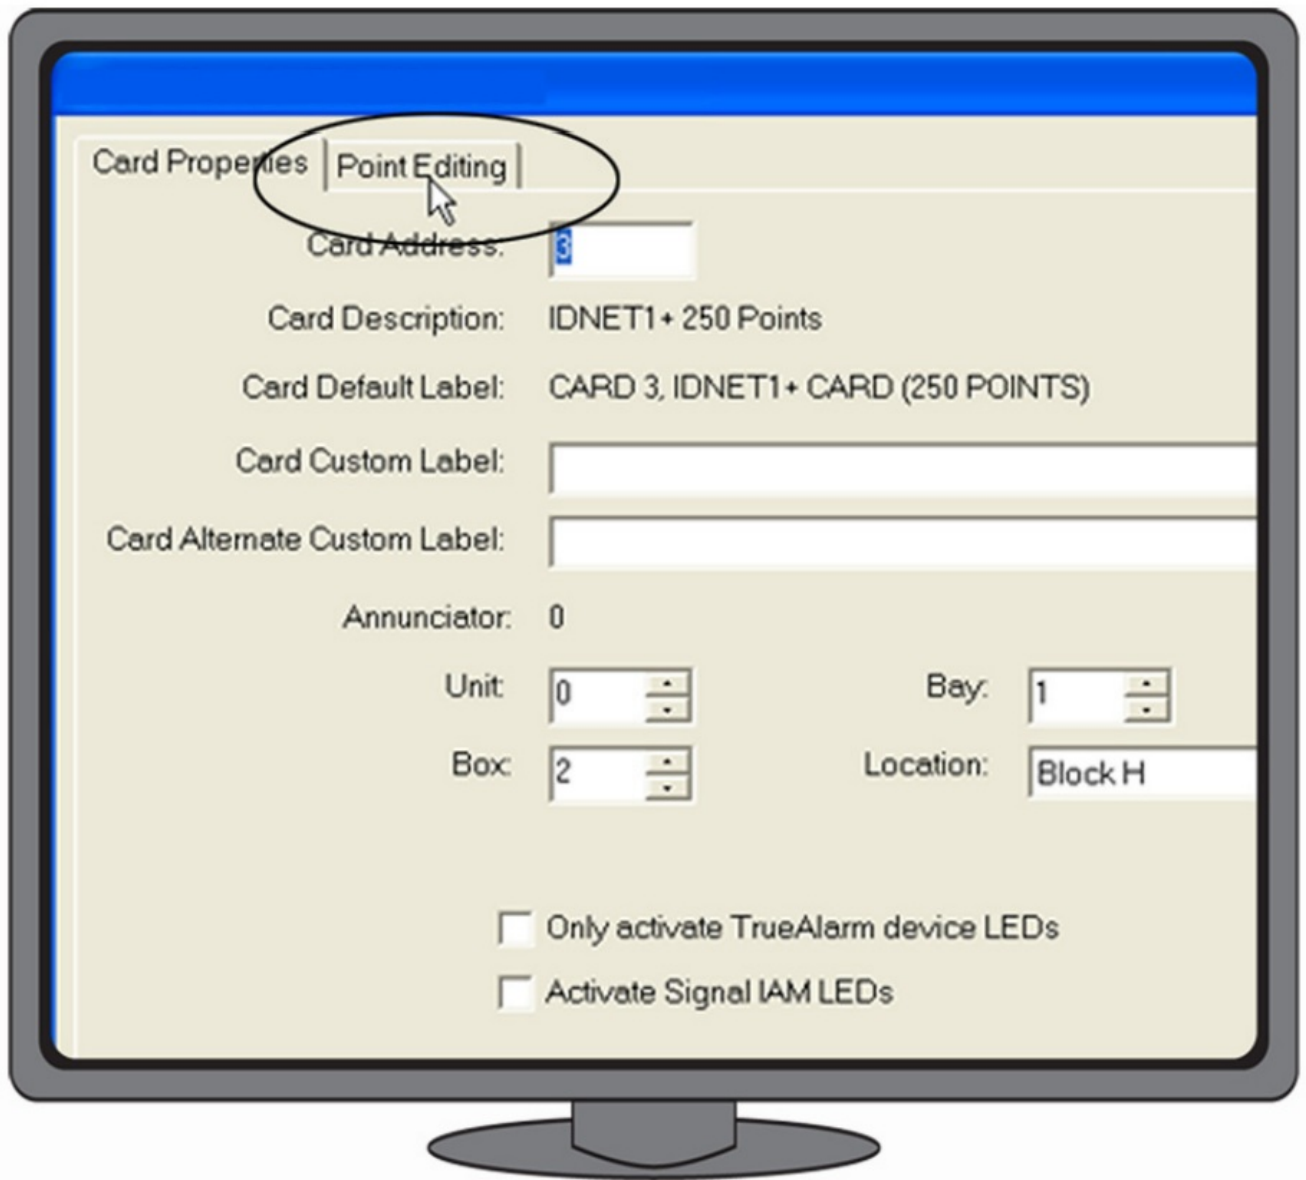 Card Properties Point Editing
Card Address: 3
Card Description: IDNET1+ 250 Points
Card Default Label: CARD 3, IDNET1+ CARD (250 POINTS)
Card Custom Label:
Card Alternate Custom Label:
Annunciator: 0
Unit: 0 Bay: 1
Box: 2 Location: Block H
Only activate TrueAlarm device LEDs
Activate Signal IAM LEDs